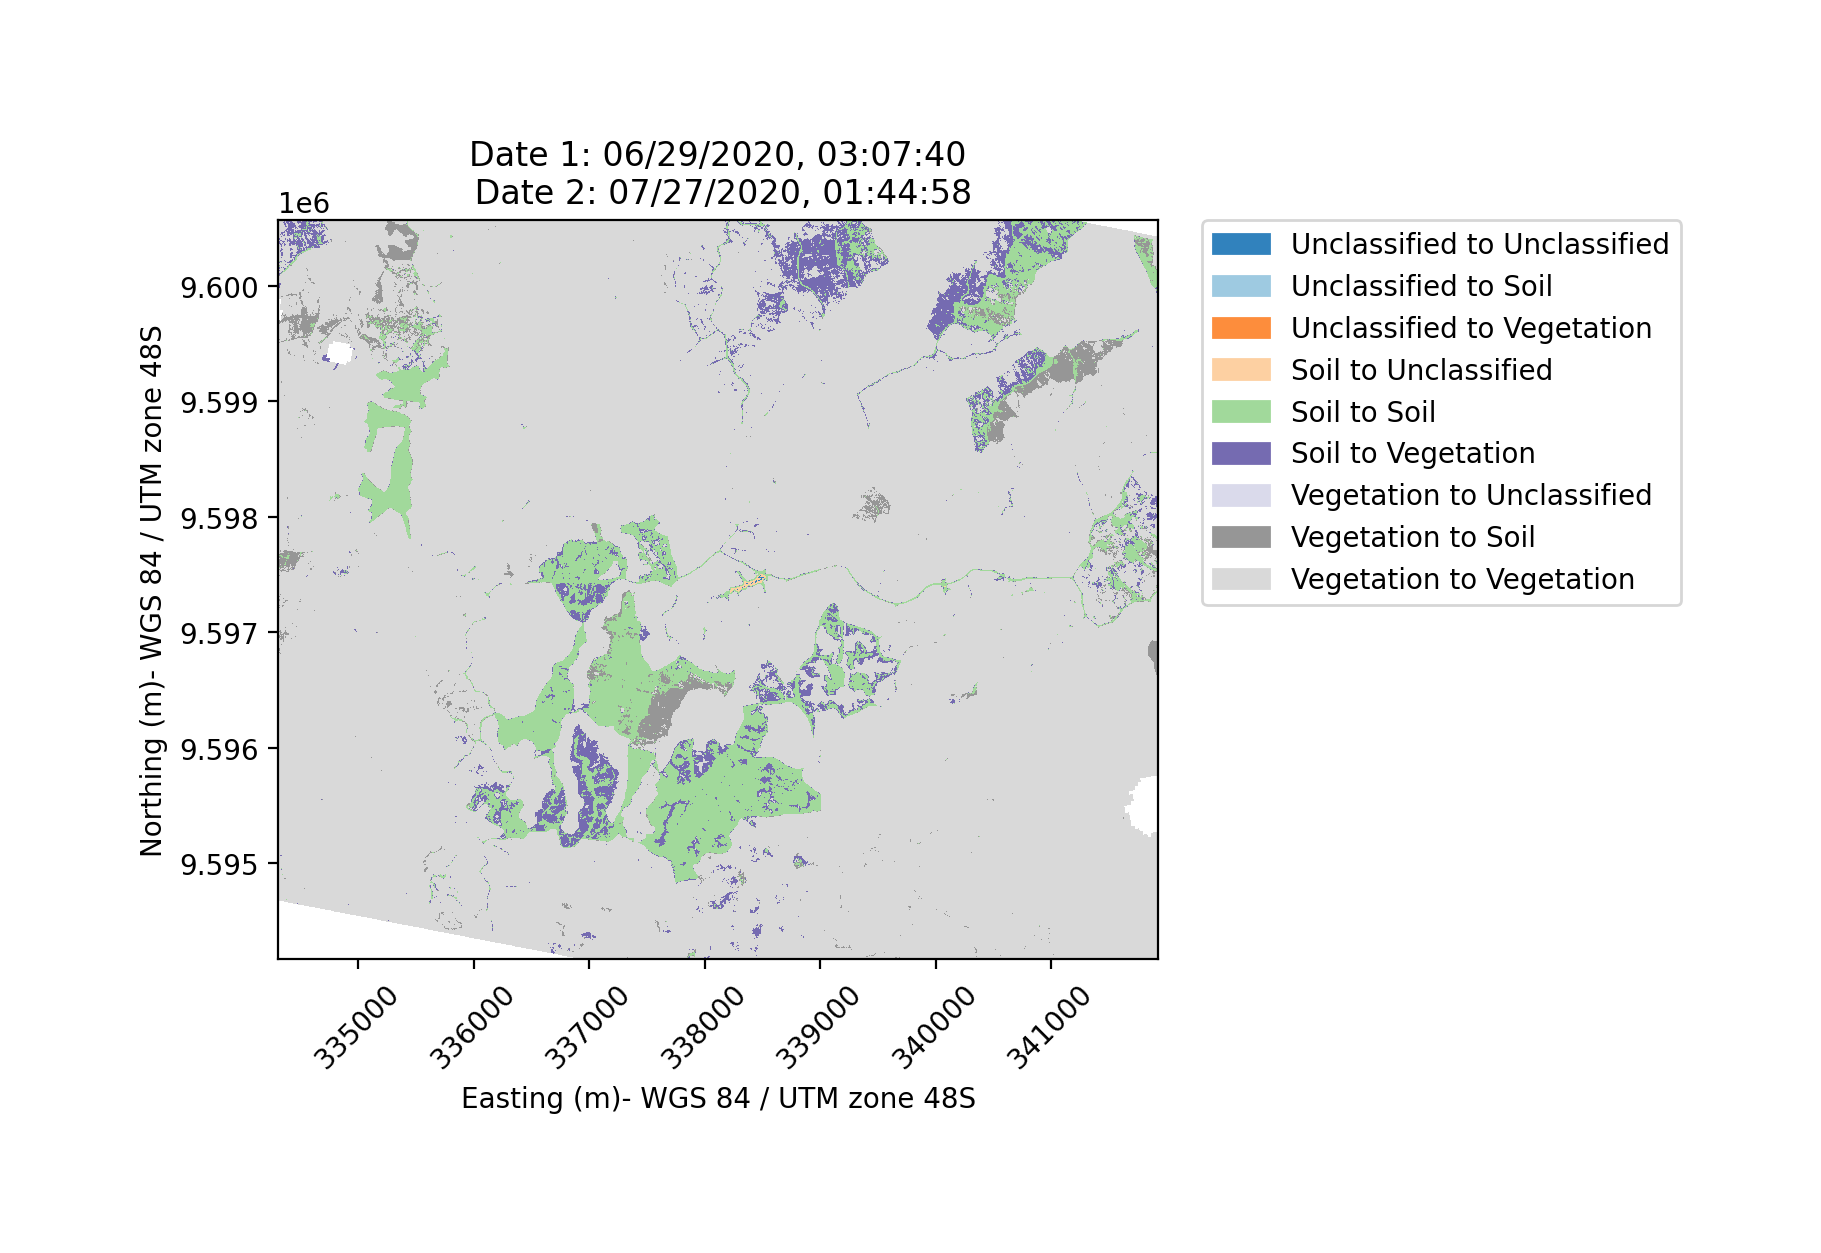 Date 1: 06/29/2020, 03:07:40
Date 2: 07/27/2020, 01:44:58
1e6
9.600
9.599
9.598
9.597
9.596
9.595
Northing (m)- WGS 84 / UTM zone 48S
335000
336000
337000
338000
339000
340000
341000
Easting (m)- WGS 84 / UTM zone 48S
Unclassified to Unclassified
Unclassified to Soil
Unclassified to Vegetation
Soil to Unclassified
Soil to Soil
Soil to Vegetation
Vegetation to Unclassified
Vegetation to Soil
Vegetation to Vegetation